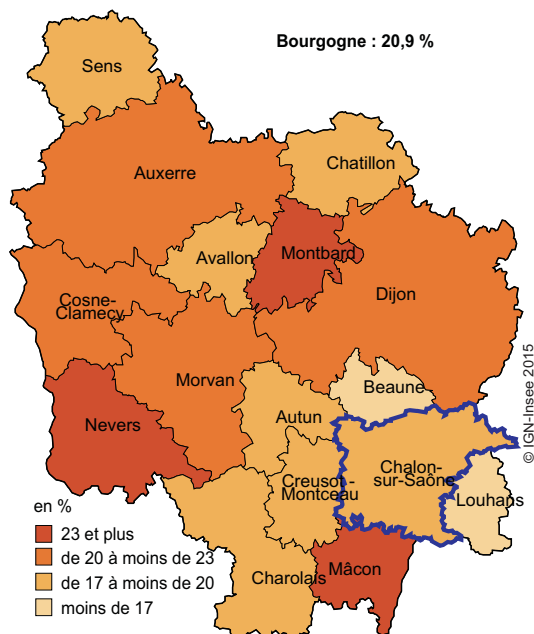 Bourgogne : 20,9 %
Sens
Chatillon
Auxerre
Montbard
Avallon
Dijon
Cosne-
Clamecy
Morvan
Beaune
Nevers
Autun
© IGN-Insee 2015
Chalon-
sur-Saône
Creusot -
Montceau
Louhans
Charolais
Mâcon
en %
23 et plus
de 20 à moins de 23
de 17 à moins de 20
moins de 17